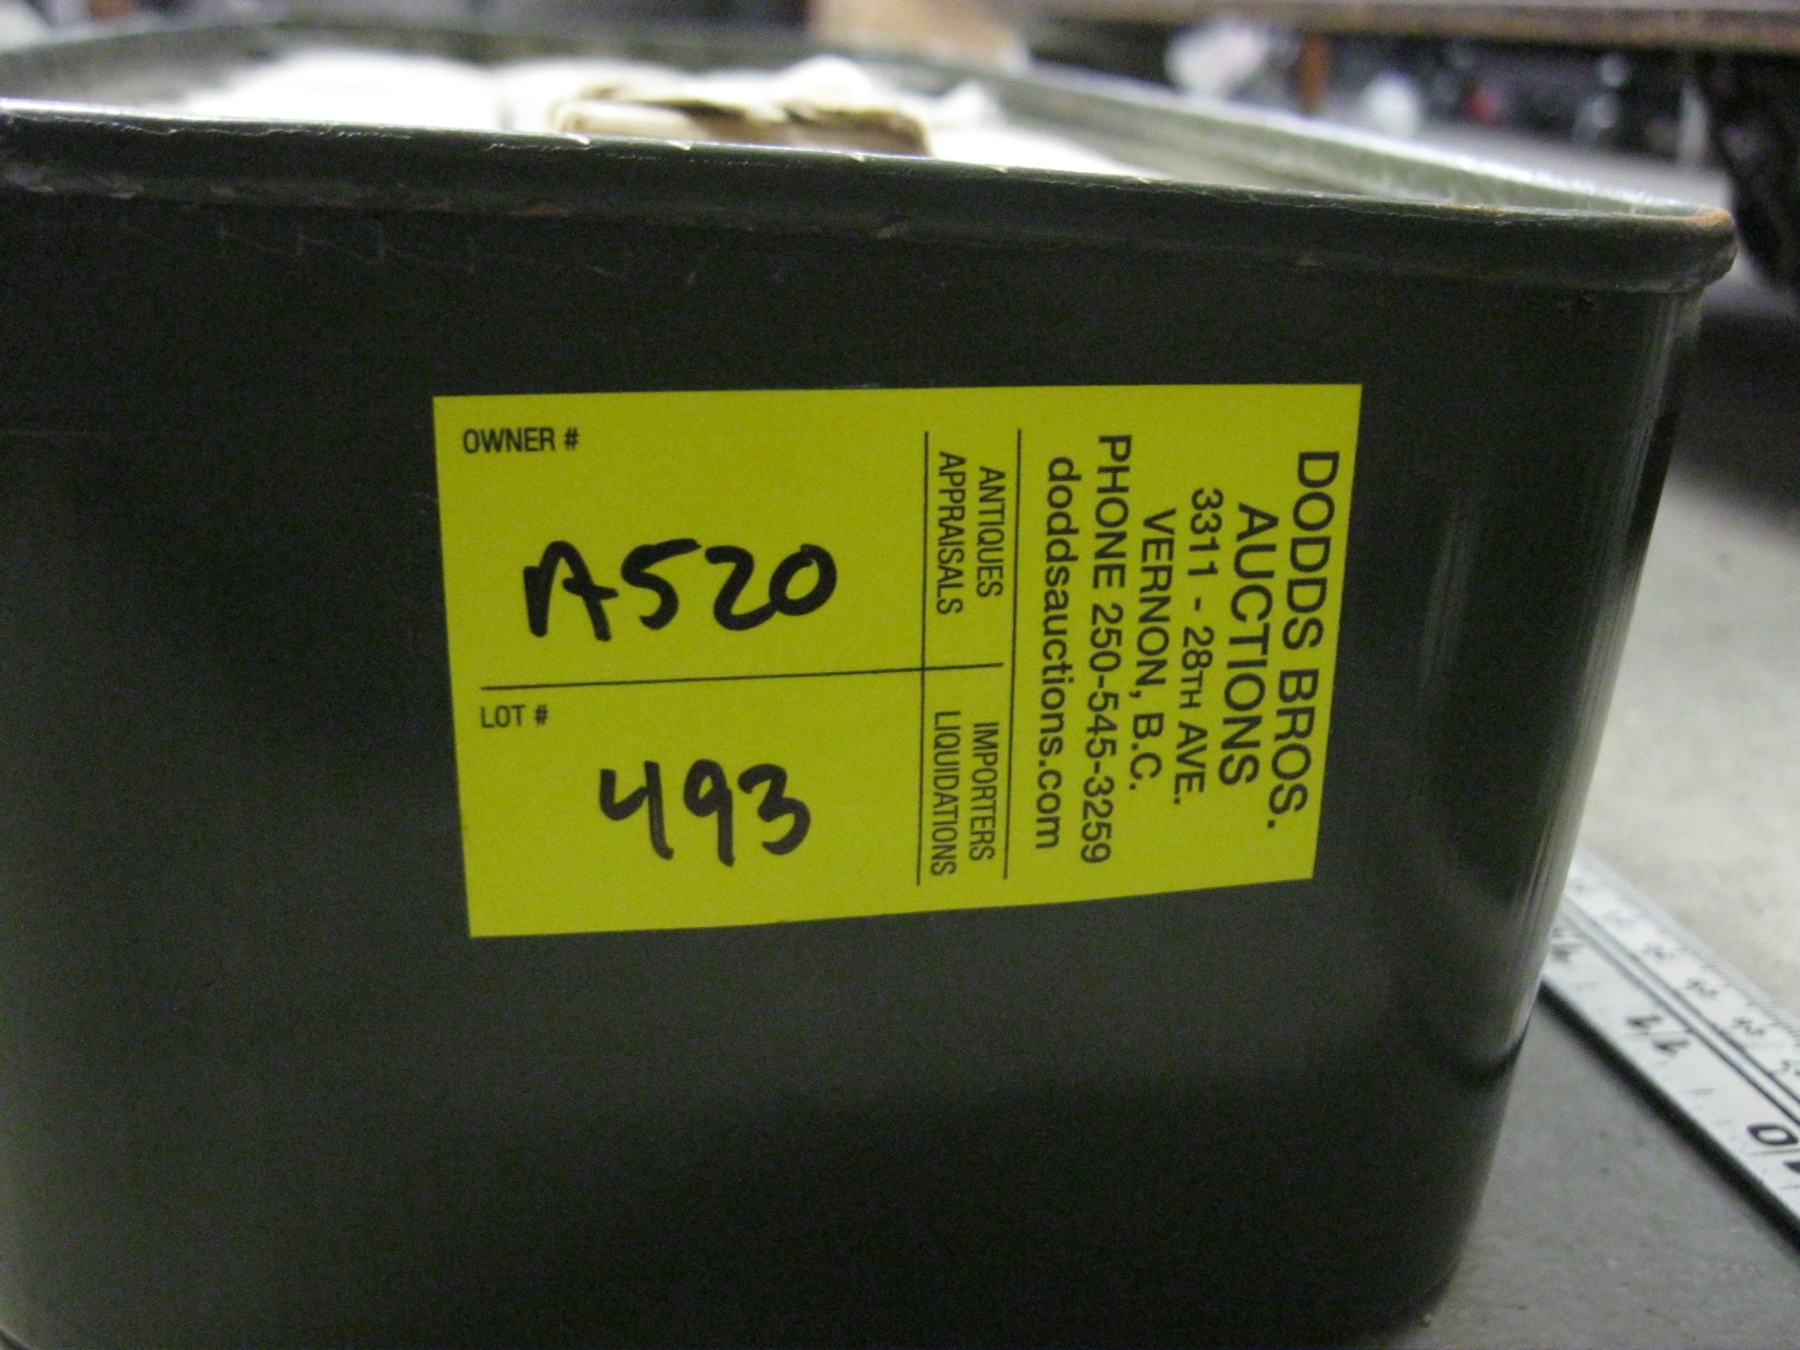 OWNER #
A520
LOT #
493
ANTIQUES
APPRAISALS
IMPORTERS
LIQUIDATIONS
DODDS BROS.
AUCTIONS
3311 - 28TH AVE.
VERNON, B.C.
PHONE 250-545-3259
doddsauctions.com